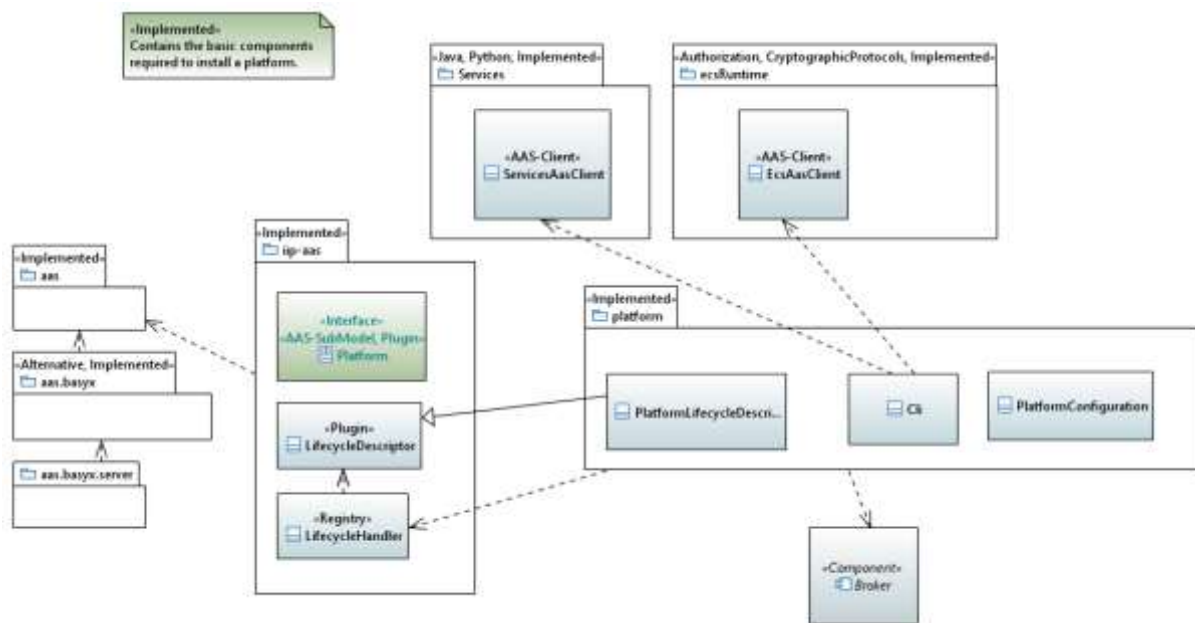 «Implemented»
Contains the basic components
required to install a platform.
«Java, Python, Implemented»
Services
«AAS-Client»
ServicesAasClient
«Authorization, CryptographicProtocols, Implemented»
ecsRuntime
«AAS-Client»
EcsAasClient
«Implemented»
aas
«Alternative, Implemented»
aas.basyx
aas.basyx.server
«Implemented»
iip-aas
«Interface»
«AAS-SubModel, Plugin»
Platform
«Plugin»
LifecycleDescriptor
«Registry»
LifecycleHandler
«Implemented»
platform
PlatformLifecycleDescri...
Cli
PlatformConfiguration
«Component»
Broker